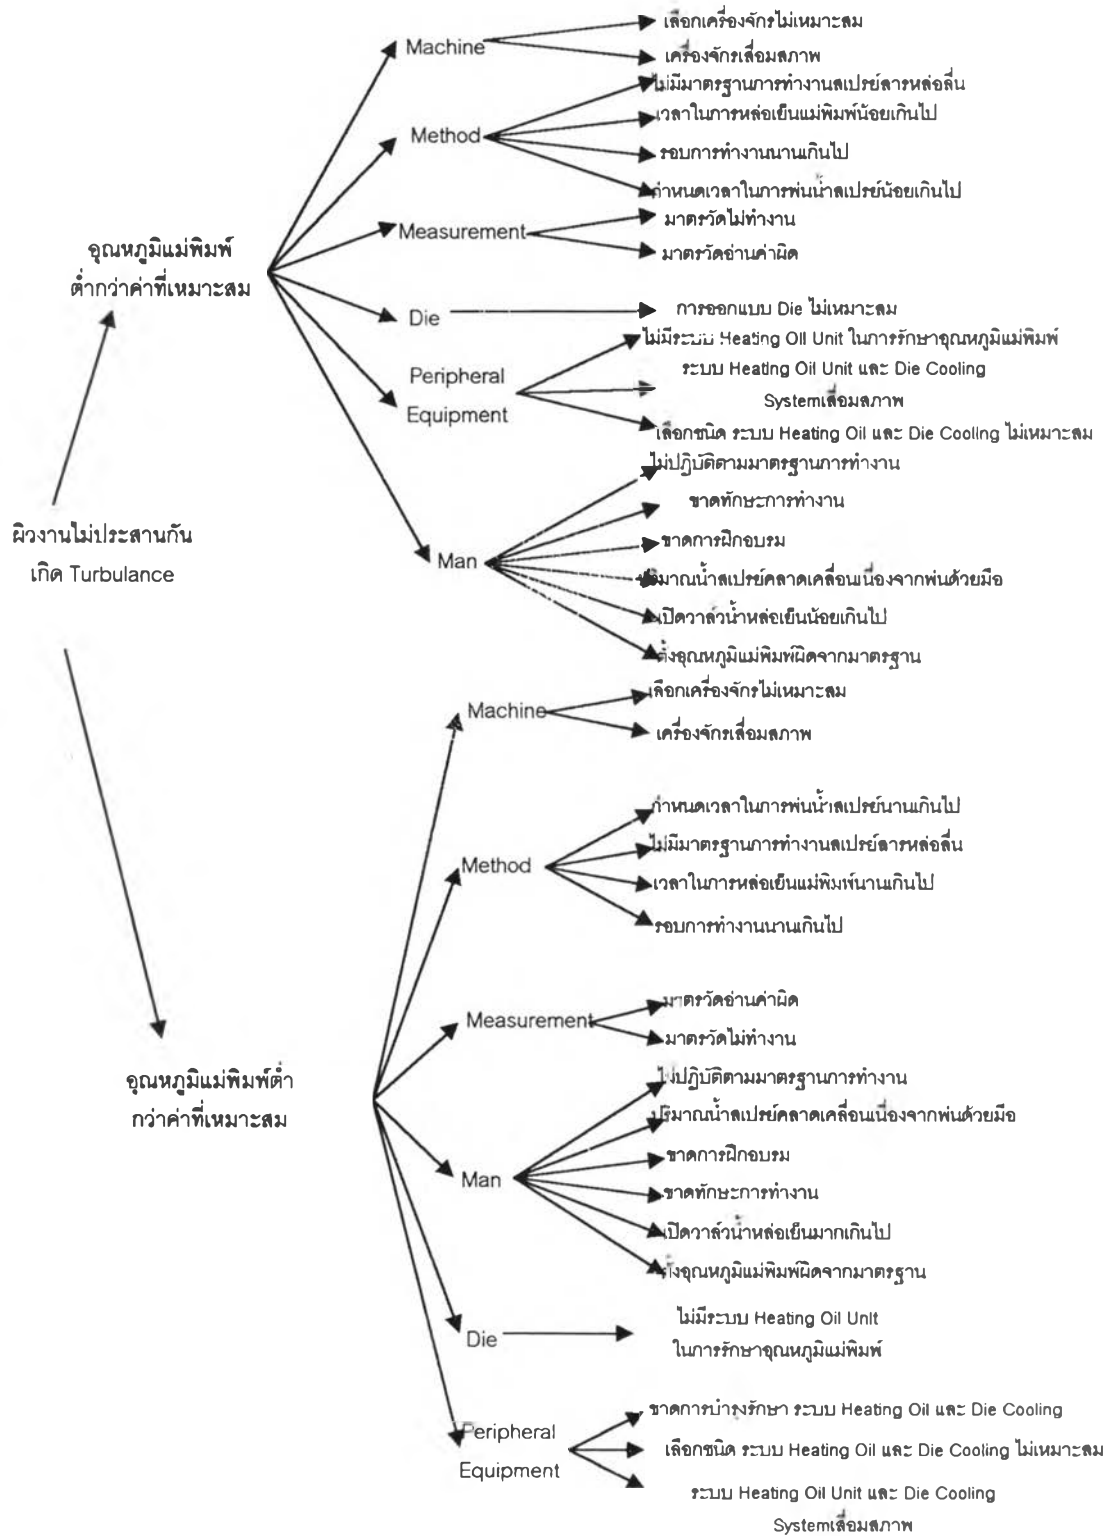 เลือกเครื่องจักรไม่เหมาะสม
Machine
เครื่องจักรเสื่อมสภาพ
ไม่มีมาตรฐานการทำงานสเปรย์สารหล่อลื่น
เวลาในการหล่อเย็นแม่พิมพ์น้อยเกินไป
Method
รอบการทำงานนานเกินไป
กำหนดเวลาในการพ่นน้ำสเปรย์น้อยเกินไป
มาตรวัดไม่ทำงาน
Measurement
มาตรวัดอ่านค่าผิด
อุณหภูมิแม่พิมพ์
ต่ำกว่าค่าที่เหมาะสม
การออกแบบ Die ไม่เหมาะสม
Die
ไม่มีระบบ Heating Oil Unit ในการรักษาอุณหภูมิแม่พิมพ์
Peripheral
Equipment
ระบบ Heating Oil Unit และ Die Cooling
Systemเสื่อมสภาพ
เลือกชนิด ระบบ Heating Oil และ Die Cooling ไม่เหมาะสม
ไม่ปฏิบัติตามมาตรฐานการทำงาน
ขาดทักษะการทำงาน
ผิวงานไม่ประสานกัน
เกิด Turbulance
ขาดการฝึกอบรม
Man
ปริมาณน้ำสเปรย์คลาดเคลื่อนเนื่องจากพ่นด้วยมือ
เปิดวาล์วน้ำหล่อเย็นน้อยเกินไป
ตั้งอุณหภูมิแม่พิมพ์ผิดจากมาตรฐาน
เลือกเครื่องจักรไม่เหมาะสม
Machine
เครื่องจักรเสื่อมสภาพ
กำหนดเวลาในการพ่นน้ำสเปรย์นานเกินไป
ไม่มีมาตรฐานการทำงานสเปรย์สารหล่อลื่น
Method
เวลาในการหล่อเย็นแม่พิมพ์นานเกินไป
รอบการทำงานนานเกินไป
มาตรวัดอ่านค่าผิด
Measurement
มาตรวัดไม่ทำงาน
อุณหภูมิแม่พิมพ์ต่ำ
กว่าค่าที่เหมาะสม
ไม่ปฏิบัติตามมาตรฐานการทำงาน
ปริมาณน้ำสเปรย์คลาดเคลื่อนเนื่องจากพ่นด้วยมือ
ขาดการฝึกอบรม
Man
ขาดทักษะการทำงาน
เปิดวาล์วน้ำหล่อเย็นมากเกินไป
ตั้งอุณหภูมิแม่พิมพ์ผิดจากมาตรฐาน
Die
ไม่มีระบบ Heating Oil Unit
ในการรักษาอุณหภูมิแม่พิมพ์
Peripheral
Equipment
ขาดการบำรุงรักษา ระบบ Heating Oil และ Die Cooling
เลือกชนิด ระบบ Heating Oil และ Die Cooling ไม่เหมาะสม
ระบบ Heating Oil Unit และ Die Cooling
Systemเสื่อมสภาพ